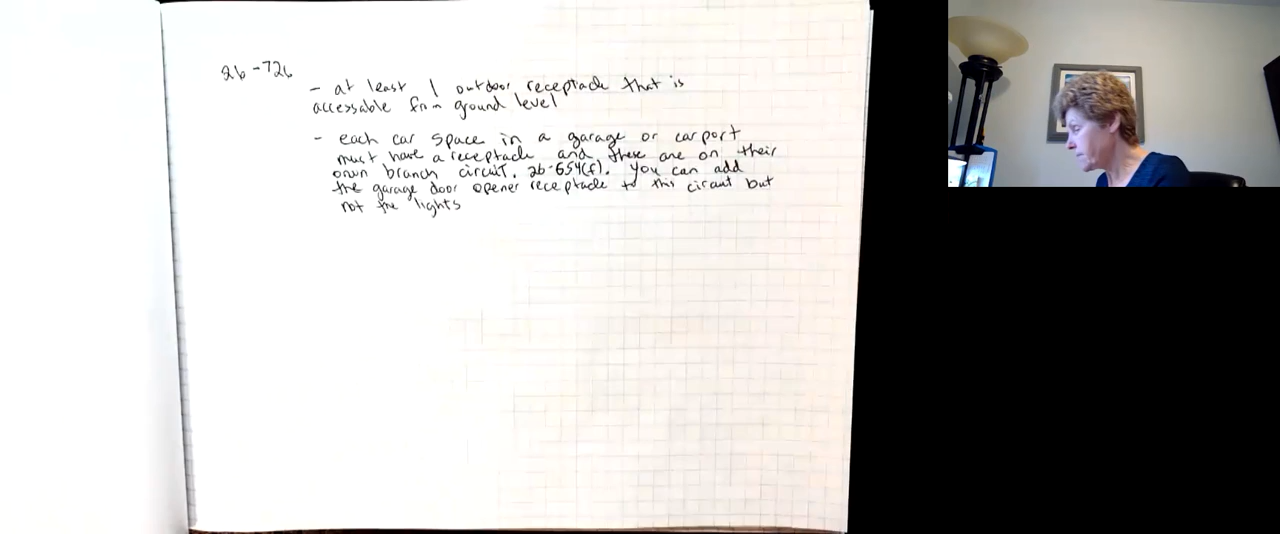 26-726
- at least 1 outdoor receptacle that is
accessable from ground level
- each car space in a garage or carport
must have a receptacle and these are on their
own branch circuit. 26-654(f). You can add
the garage door opener receptacle to this circuit but
not the lights